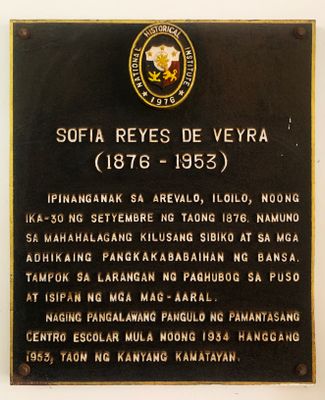 NATIONAL HISTORICAL INSTITUTE
1976
SOFIA REYES DE VEYRA
(1876 - 1953)
IPINANGANAK SA AREVALO, ILOILO, NOONG
IKA-30 NG SETYEMBRE NG TAONG 1876. NAMUNO
SA MAHAHALAGANG KILUSANG SIBIKO AT SA MGA
ADHIKAING PANGKAKABABAIHAN NG BANSA.
TAMPOK SA LARANGAN NG PAGHUBOG SA PUSO
AT ISIPAN NG MGA MAG-AARAL.
NAGING PANGALAWANG PANGULO NG PAMANTASANG
CENTRO ESCOLAR MULA NOONG 1934 HANGGANG
1953, TAON NG KANYANG KAMATAYAN.